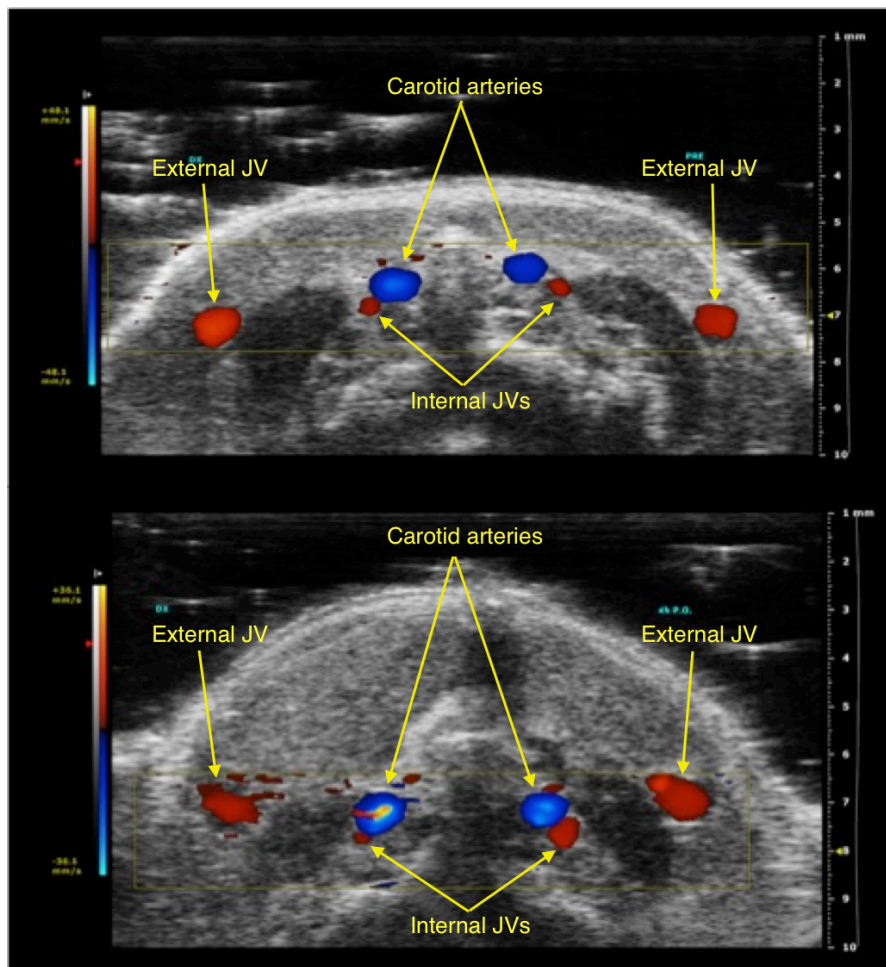 1 mm
Carotid arteries
+48.1
mm/s
2
3
DX
PRE
External JV
External JV
4
5
6
7
-48.1
mm/s
8
Internal JVs
9
10
1 mm
Carotid arteries
+36.1
mm/s
2
DX
4h P.O.
3
External JV
External JV
4
5
6
7
-36.1
mm/s
8
Internal JVs
9
10